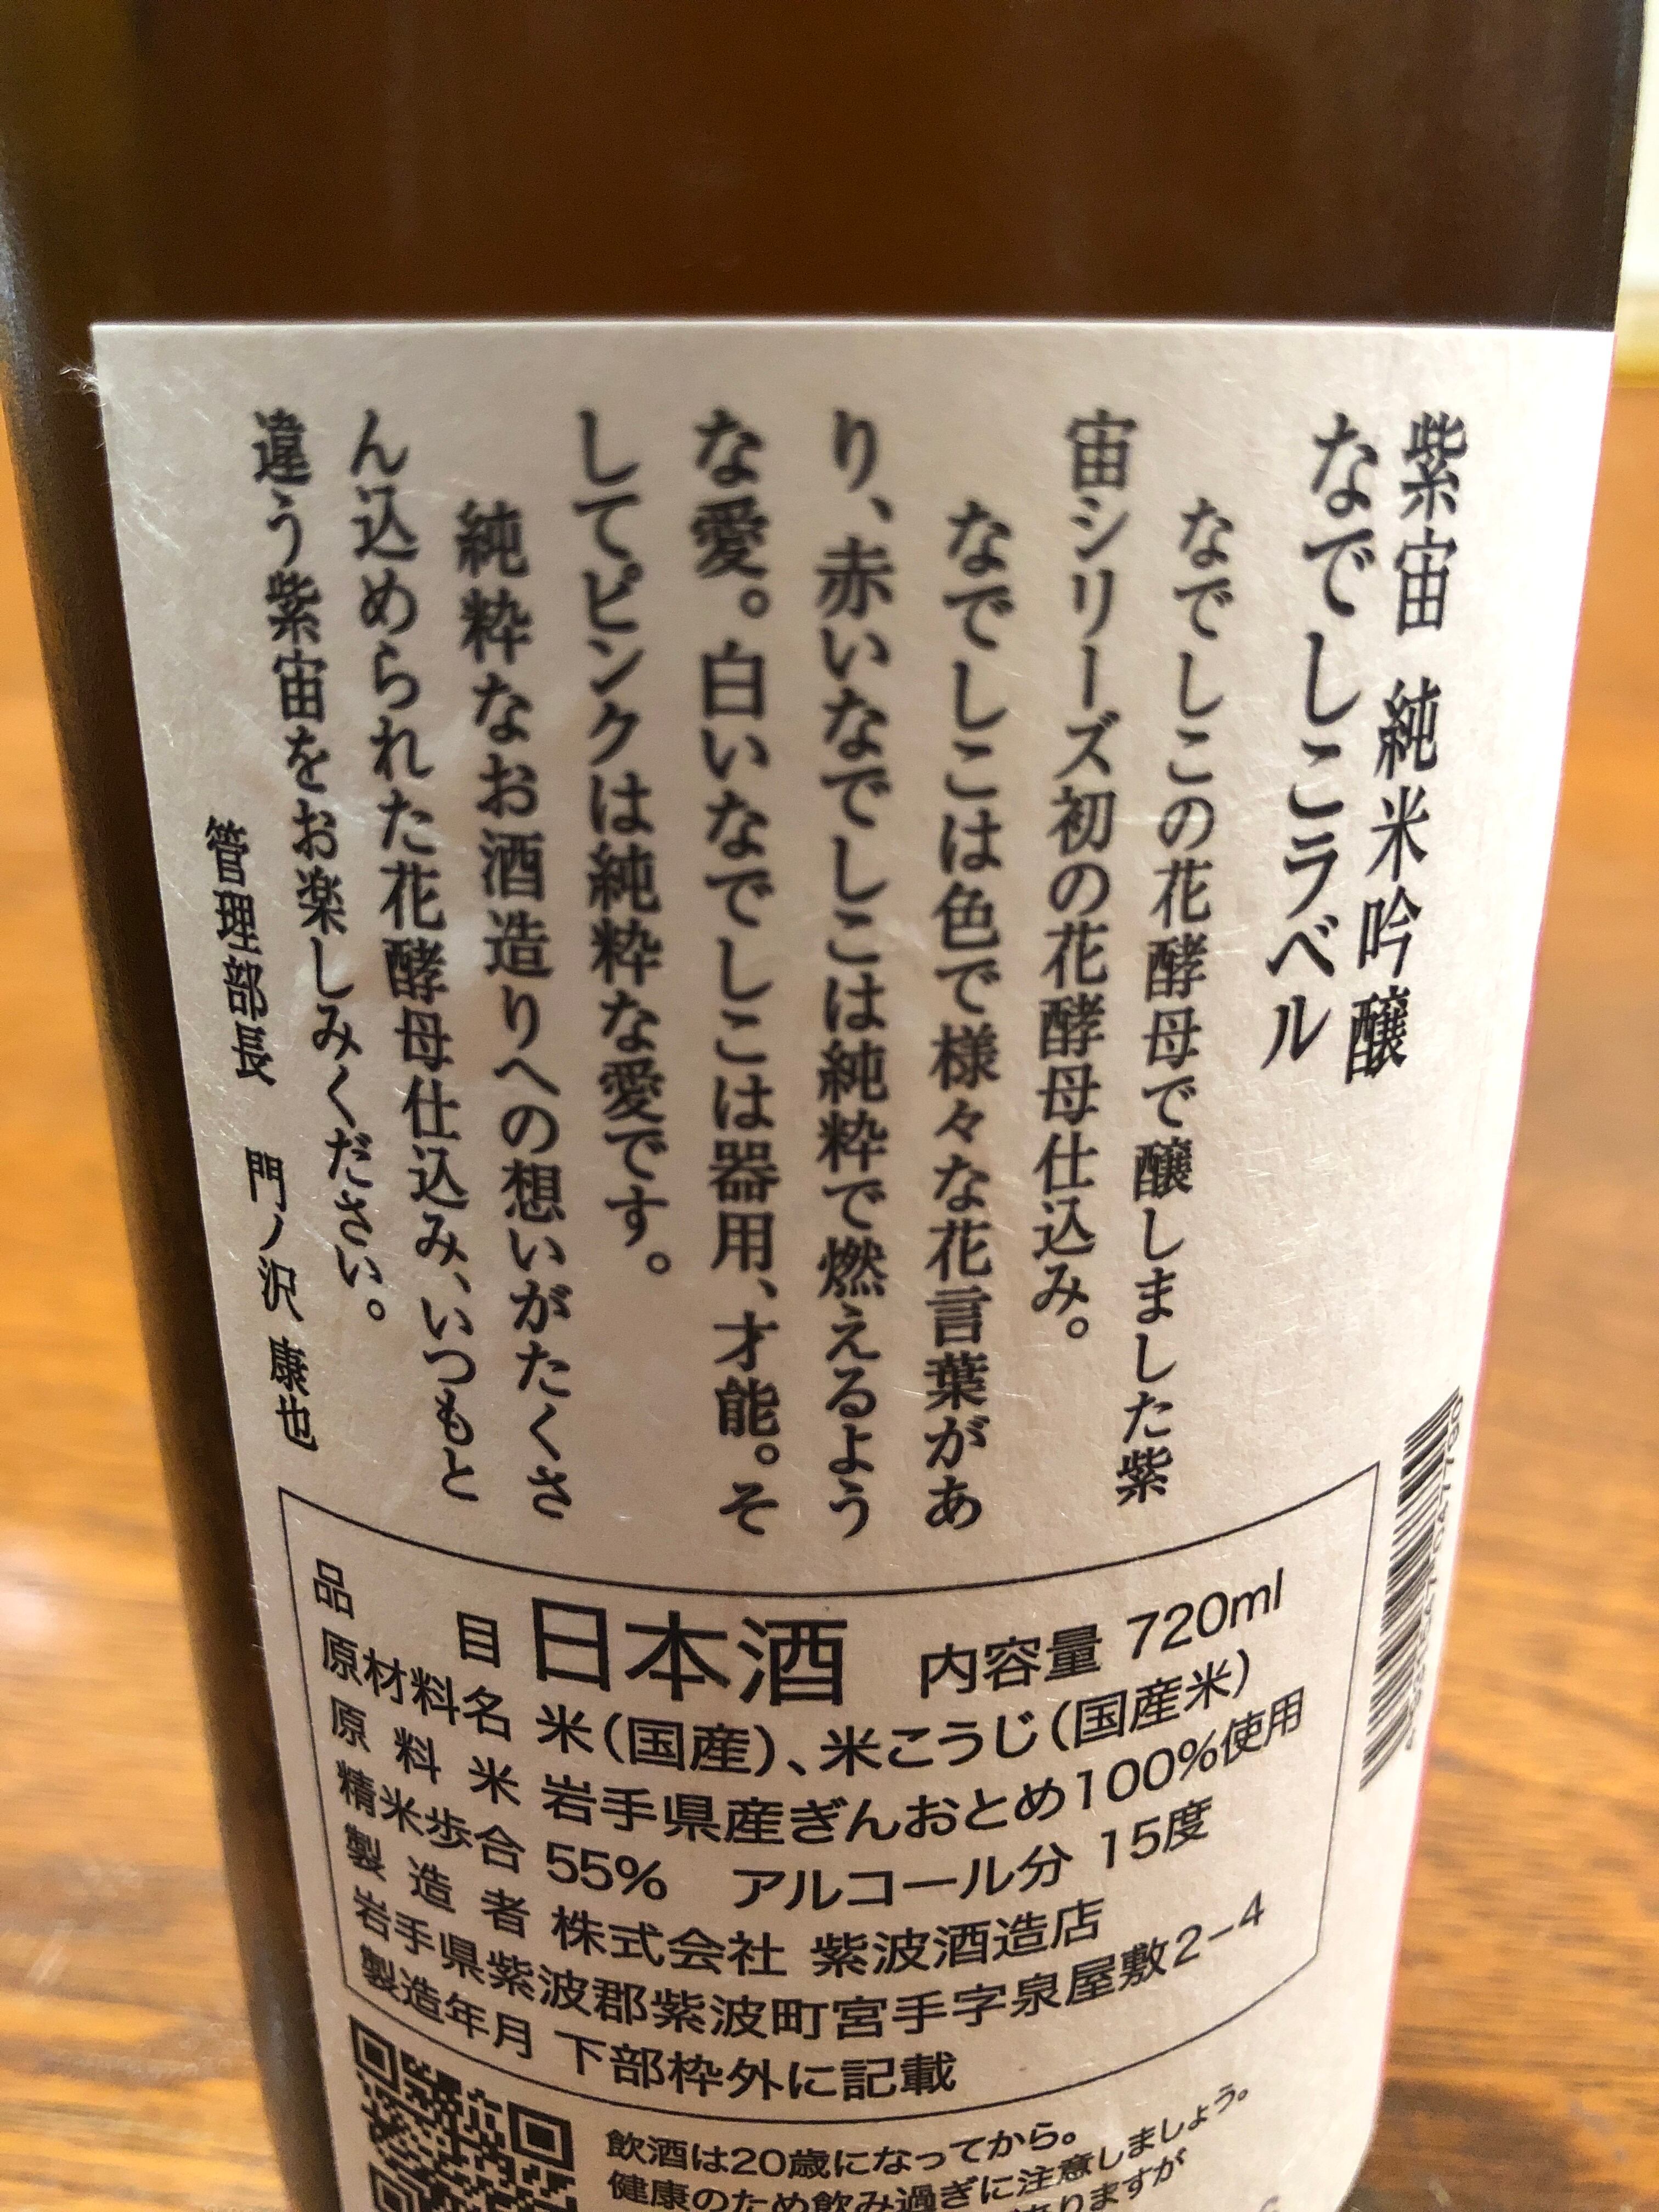 紫宙 純米吟醸
なでしこラベル
なでしこの花酵母で醸しました紫
宙シリーズ初の花酵母仕込み。
なでしこは色で様々な花言葉があ
り、赤いなでしこは純粋で燃えるよう
な愛。白いなでしこは器用、才能。そ
してピンクは純粋な愛です。
純粋なお酒造りへの想いがたくさ
ん込められた花酵母仕込み、いつもと
違う紫宙をお楽しみください。
管理部長 門ノ沢 康也
品目 日本酒 内容量 720ml
原材料名 米(国産)、米こうじ(国産米)
原料米 岩手県産ぎんおとめ100%使用
精米歩合 55% アルコール分 15度
製造者 株式会社 紫波酒造店
岩手県紫波郡紫波町宮手字泉屋敷2-4
製造年月 下部枠外に記載
飲酒は20歳になってから。
健康のため飲み過ぎに注意しましょう。